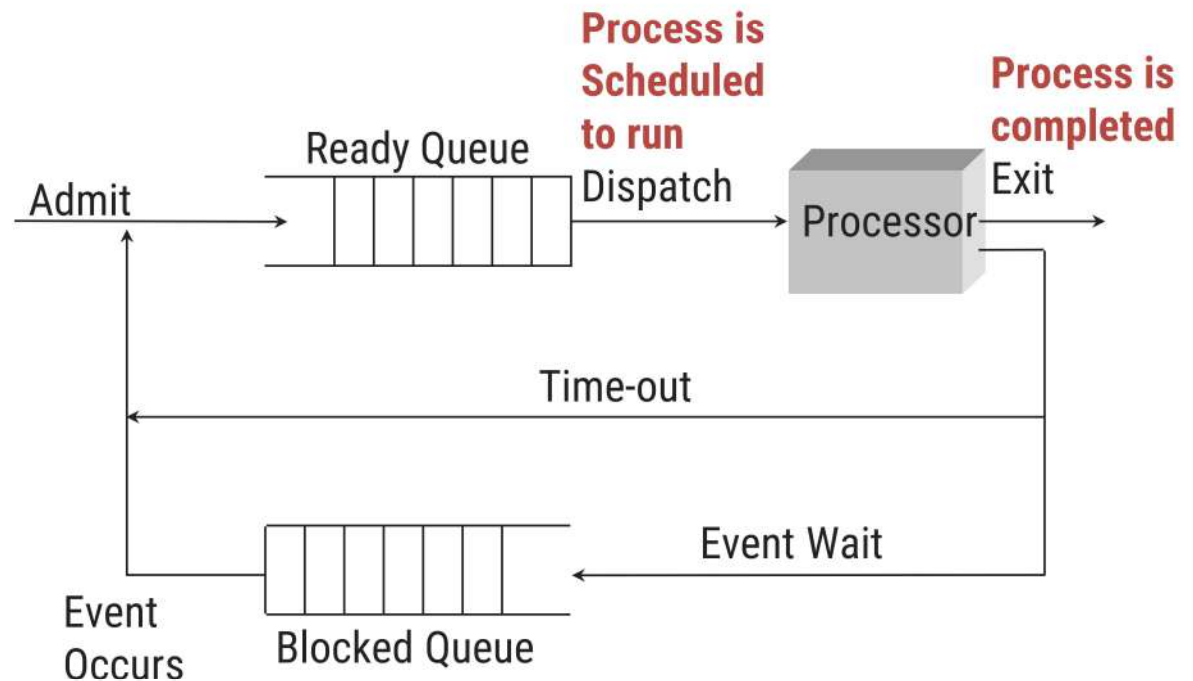 Process is
Scheduled
to run
Process is
completed
Ready Queue
Admit
Dispatch
Processor
Exit
Time-out
Event Wait
Event
Occurs
Blocked Queue